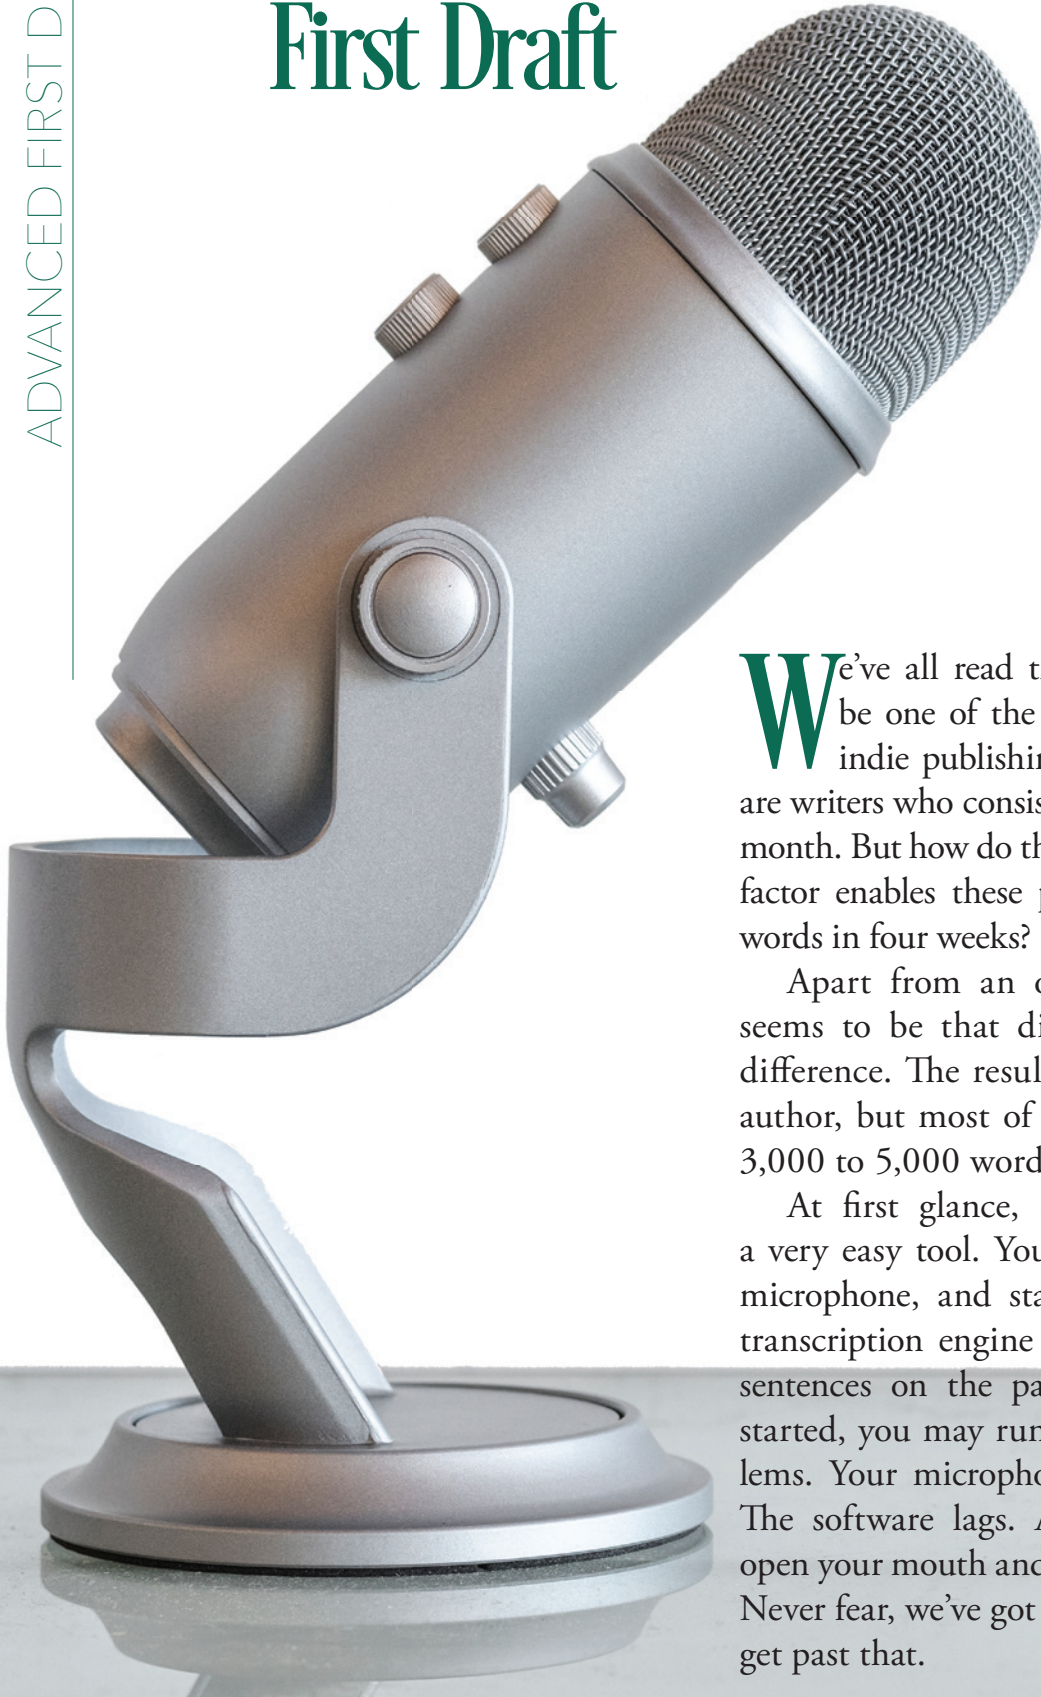 First Draft
ADVANCED FIRST D
We've all read t
be one of the
indie publishin
are writers who consis
month. But how do th
factor enables these
words in four weeks?
Apart from an
seems to be that di
difference. The resul
author, but most of
3,000 to 5,000 word
At first glance,
a very easy tool. You
microphone, and sta
transcription engine
sentences on the pa
started, you may run
lems. Your micropho
The software lags. A
open your mouth and
Never fear, we've got
get past that.